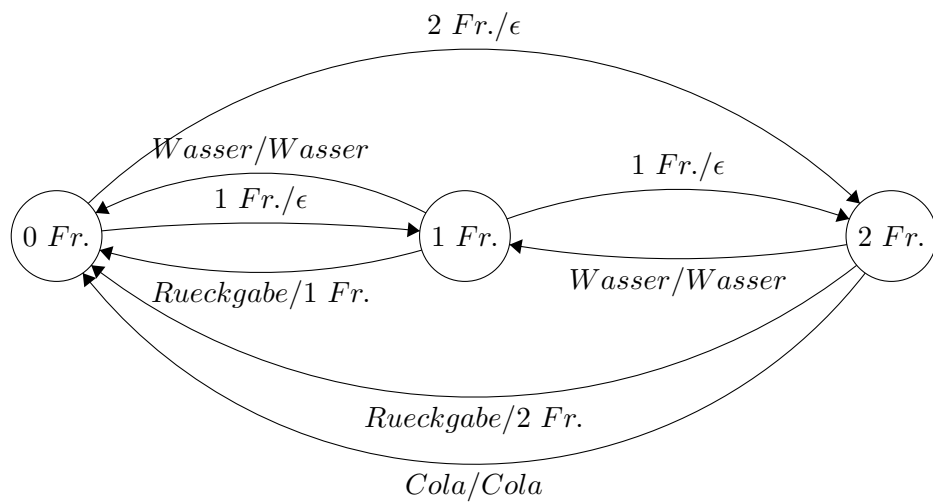 2 Fr./ϵ
Wasser/Wasser
1 Fr./ϵ
1 Fr./ϵ
0 Fr.
1 Fr.
2 Fr.
Rueckgabe/1 Fr.
Wasser/Wasser
Rueckgabe/2 Fr.
Cola/Cola